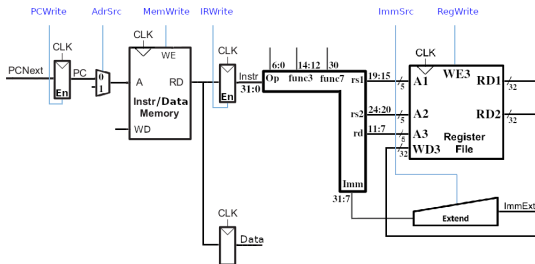 PCWrite AdrSrc MemWrite IRWrite ImmSrc RegWrite
CLK CLK CLK
PCNext PC
En
0
1
WE
A RD
Instr/Data
Memory
WD
En
Instr
31:0
6:0 14:12 30
Op func3 func7
rs1 19:15
rs2 24:20
rd 11:7
Imm
31:7
CLK
WE3
A1 RD1
A2 RD2
A3
WD3
Register
File
5
5
5
32
32
32
Extend
ImmExt
CLK
Data